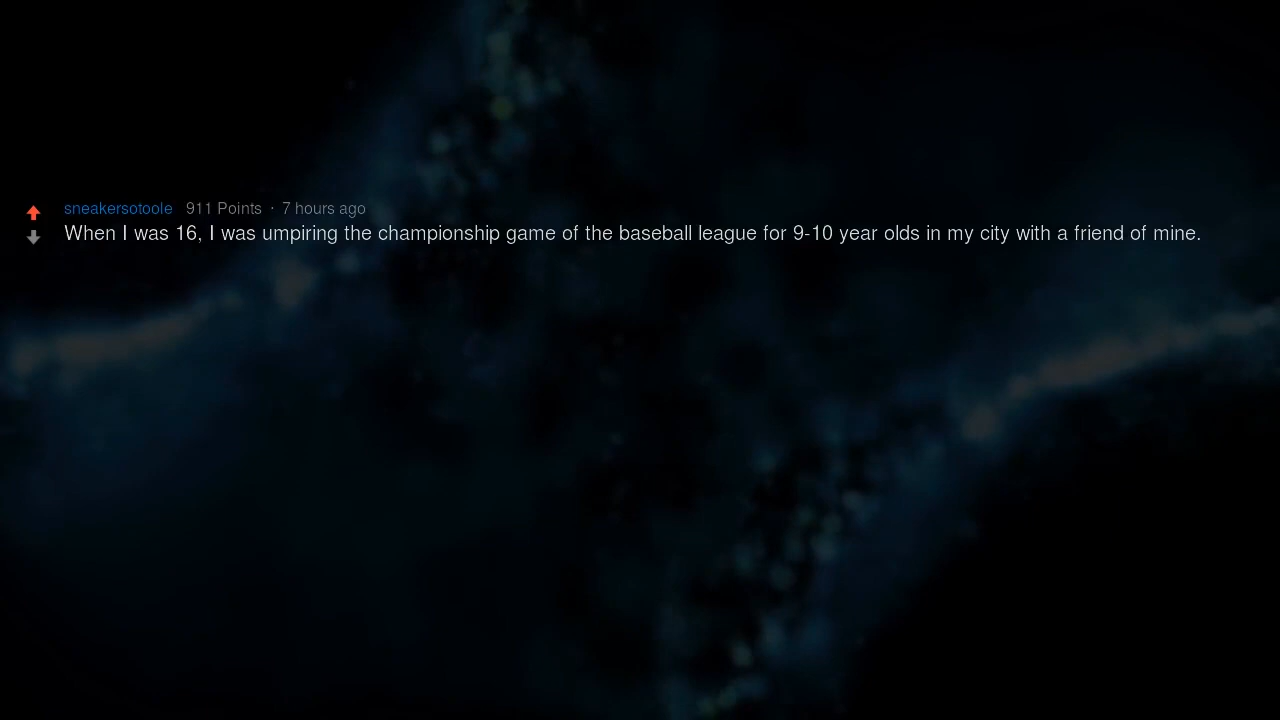 sneakersotoole 911 Points · 7 hours ago
When I was 16, I was umpiring the championship game of the baseball league for 9-10 year olds in my city with a friend of mine.